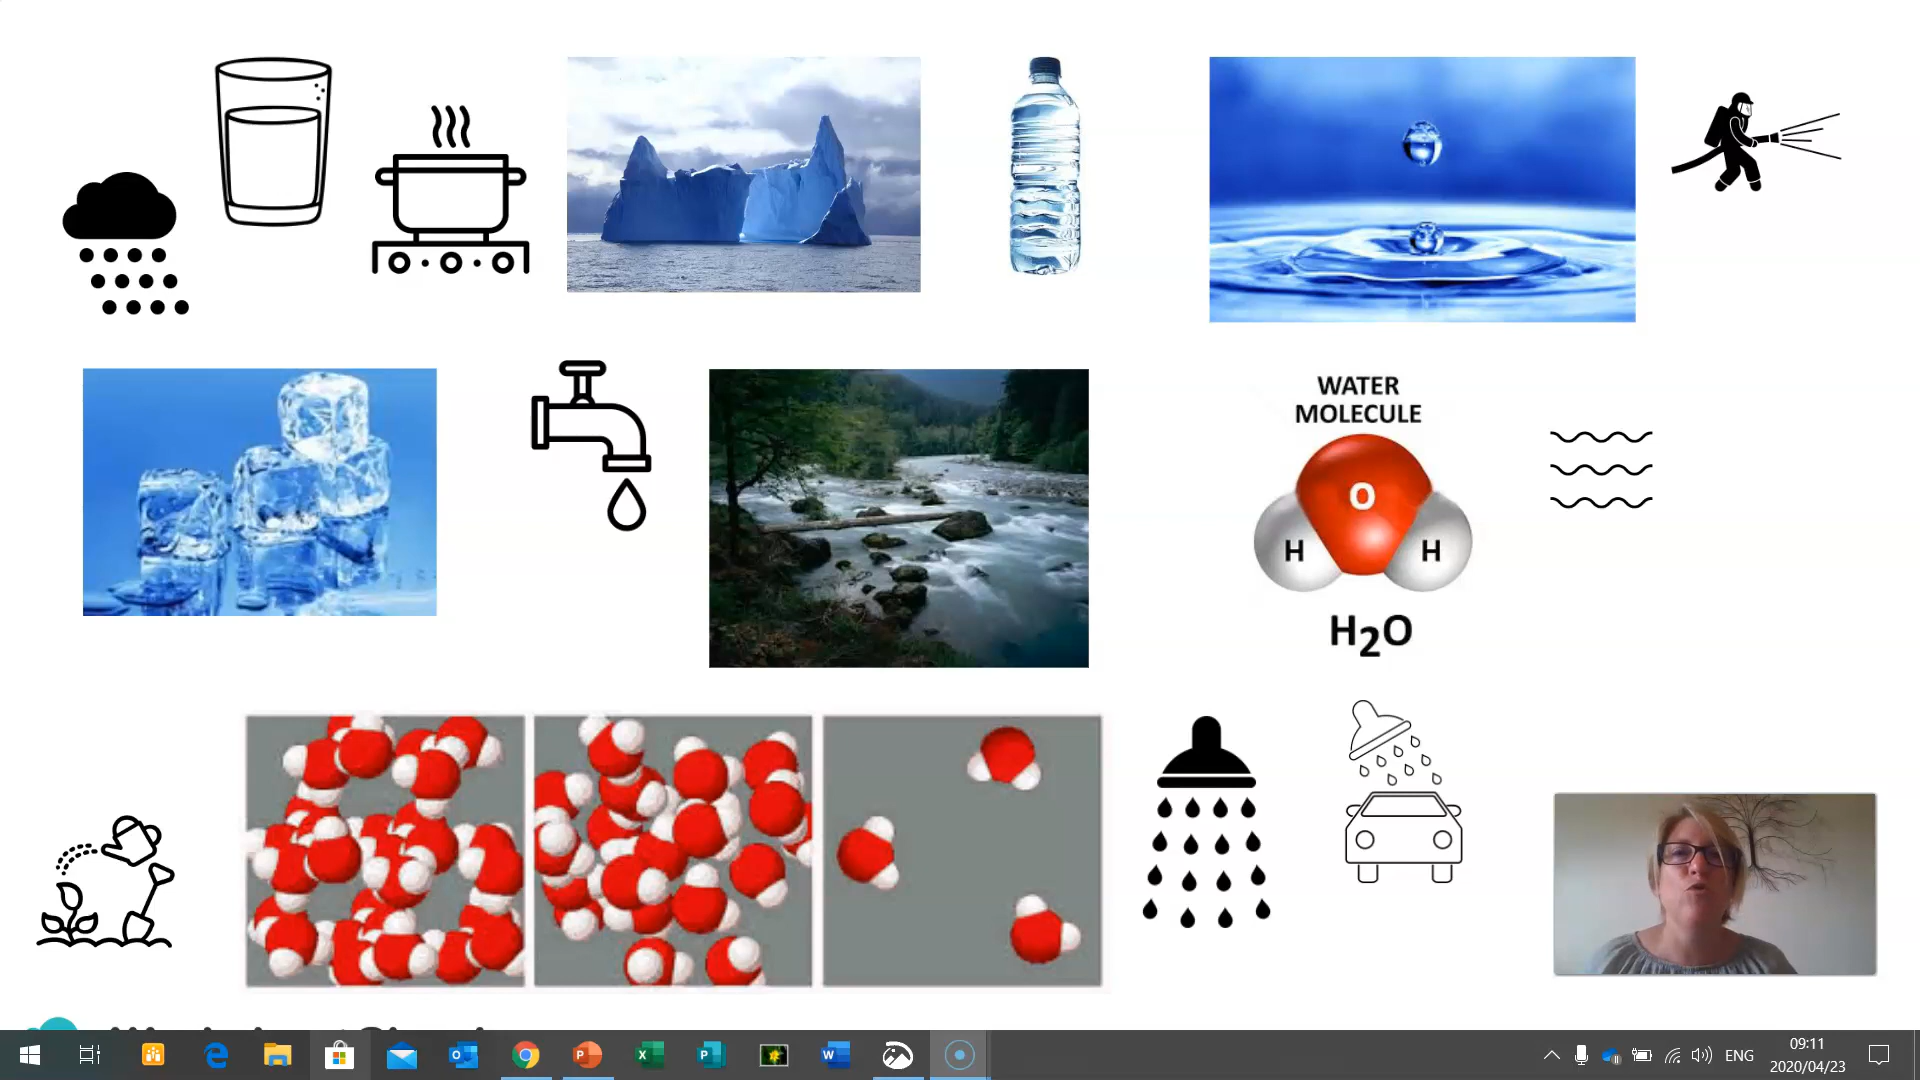 WATER
MOLECULE
O
H H
H2O
ENG
09:11
2020/04/23